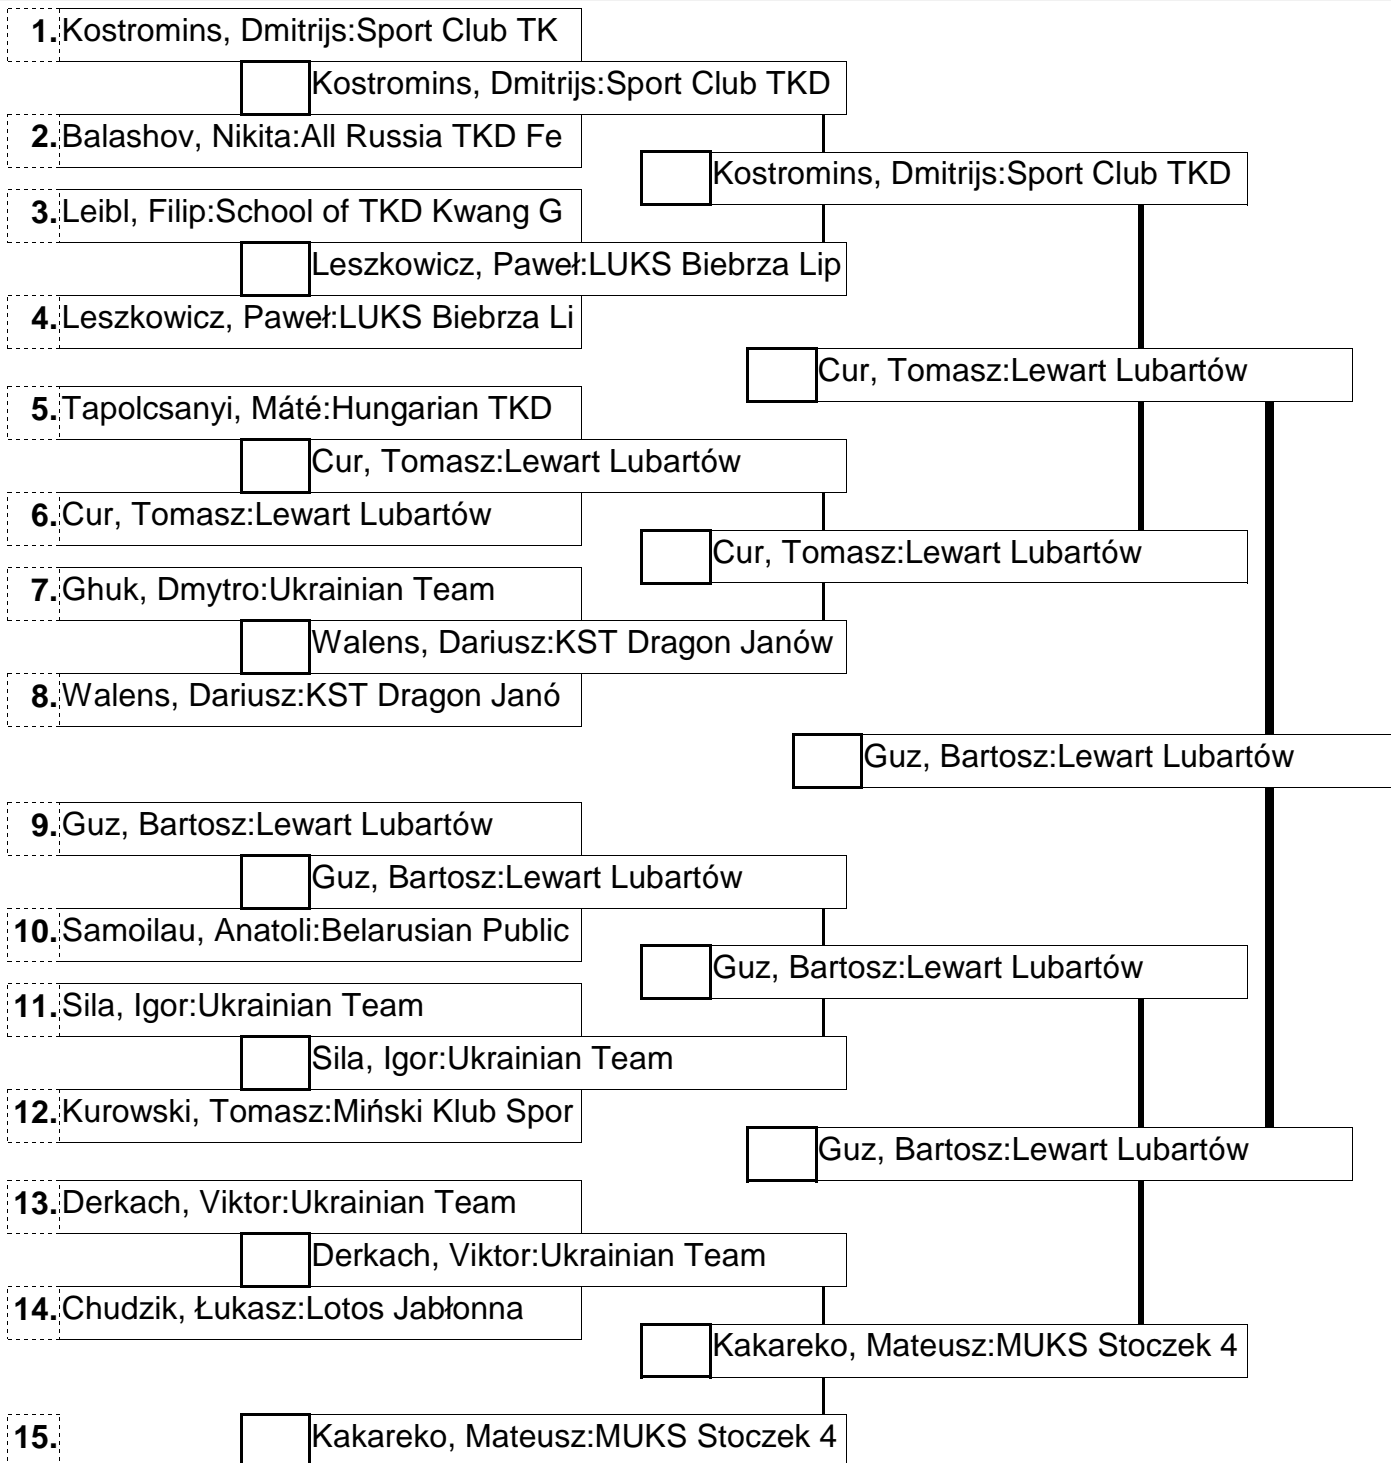 1. Kostromins, Dmitrijs:Sport Club TK
Kostromins, Dmitrijs:Sport Club TKD
2. Balashov, Nikita:All Russia TKD Fe
Kostromins, Dmitrijs:Sport Club TKD
3. Leibl, Filip:School of TKD Kwang G
Leszkowicz, Paweł:LUKS Biebrza Lip
4. Leszkowicz, Paweł:LUKS Biebrza Li
Cur, Tomasz:Lewart Lubartów
5. Tapolcsanyi, Máté:Hungarian TKD
Cur, Tomasz:Lewart Lubartów
6. Cur, Tomasz:Lewart Lubartów
Cur, Tomasz:Lewart Lubartów
7. Ghuk, Dmytro:Ukrainian Team
Walens, Dariusz:KST Dragon Janów
8. Walens, Dariusz:KST Dragon Janó
Guz, Bartosz:Lewart Lubartów
9. Guz, Bartosz:Lewart Lubartów
Guz, Bartosz:Lewart Lubartów
10. Samoilau, Anatoli:Belarusian Public
Guz, Bartosz:Lewart Lubartów
11. Sila, Igor:Ukrainian Team
Sila, Igor:Ukrainian Team
12. Kurowski, Tomasz:Miński Klub Spor
Guz, Bartosz:Lewart Lubartów
13. Derkach, Viktor:Ukrainian Team
Derkach, Viktor:Ukrainian Team
14. Chudzik, Łukasz:Lotos Jabłonna
Kakareko, Mateusz:MUKS Stoczek 4
15. Kakareko, Mateusz:MUKS Stoczek 4